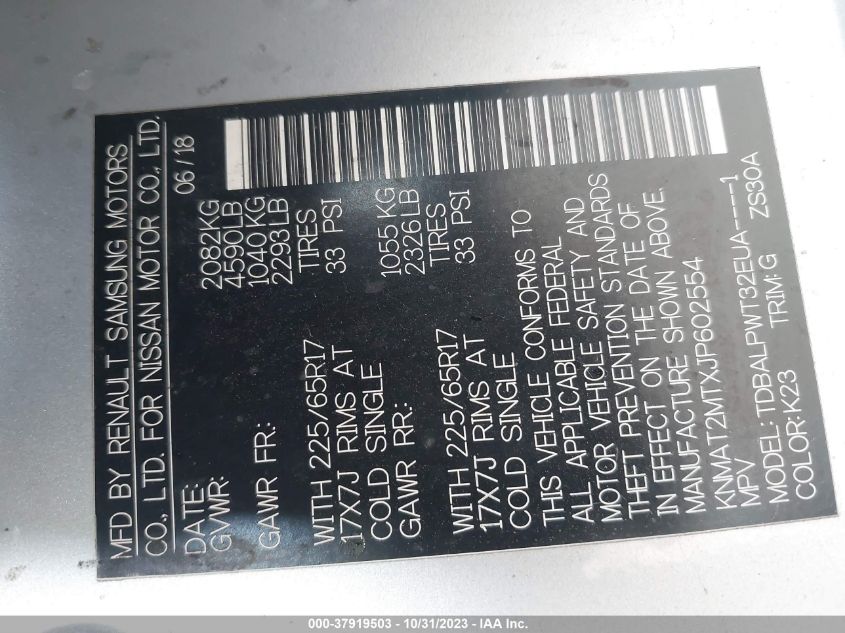 MFD BY RENAULT SAMSUNG MOTORS
CO., LTD. FOR NISSAN MOTOR CO., LTD.
DATE: 06/18
GVWR: 2082KG
4590LB
GAWR FR: 1040KG
2293LB
WITH 225/65R17 TIRES
17X7J RIMS AT 33 PSI
COLD SINGLE
GAWR RR: 1055KG
2326LB
WITH 225/65R17 TIRES
17X7J RIMS AT 33 PSI
COLD SINGLE
THIS VEHICLE CONFORMS TO
ALL APPLICABLE FEDERAL
MOTOR VEHICLE SAFETY AND
THEFT PREVENTION STANDARDS
IN EFFECT ON THE DATE OF
MANUFACTURE SHOWN ABOVE.
KNMAT2MTXJP602554
MPV
MODEL: TDBALPWT32EUA----1
COLOR: K23 TRIM: G ZS30A
000-37919503 - 10/31/2023 - IAA Inc.